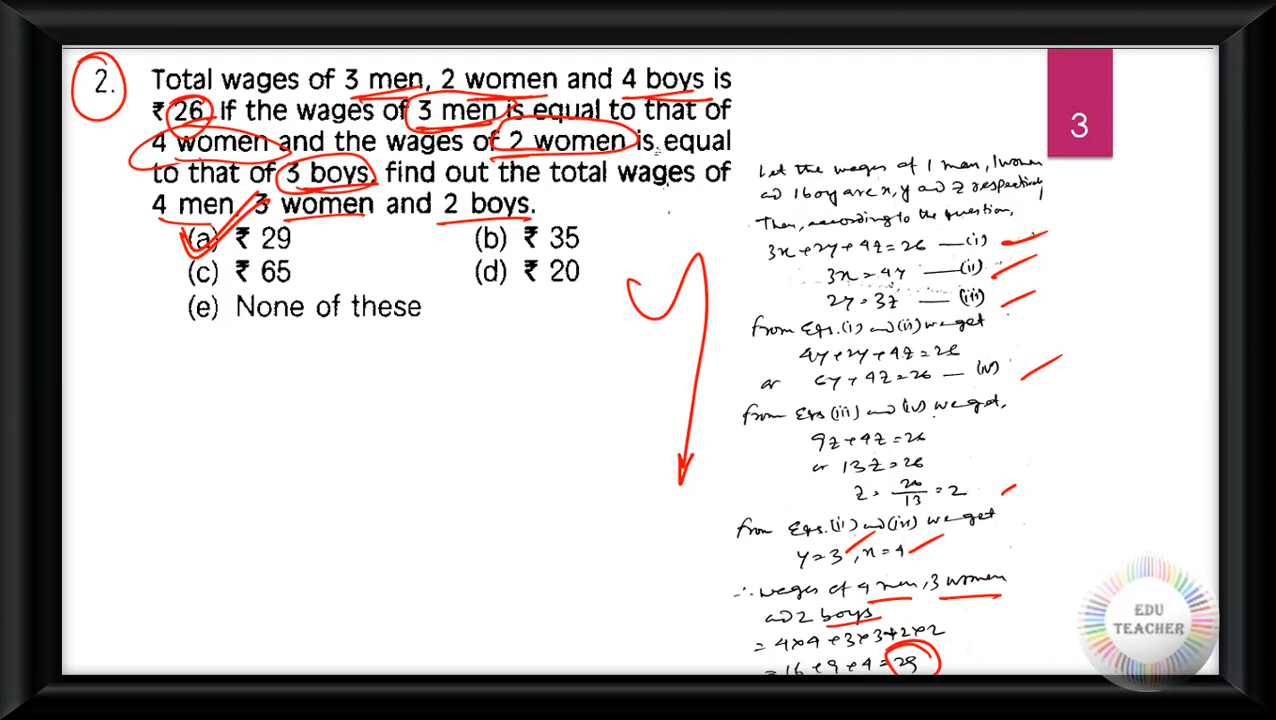 2.
Total wages of 3 men, 2 women and 4 boys is
₹ 26. If the wages of 3 men is equal to that of
4 women and the wages of 2 women is equal
to that of 3 boys, find out the total wages of
4 men, 3 women and 2 boys.
(a) ₹ 29 (b) ₹ 35
(c) ₹ 65 (d) ₹ 20
(e) None of these
3
Let the wages of 1 man, 1 women
and 1 boy are x, y and z respectively
Then, according to the question,
3x + 2y + 4z = 26 —(i)
3x = 4y —(ii)
2y = 3z —(iii)
from Eqs.(i) and (ii) we get
4y + 2y + 4z = 26
or 6y + 4z = 26 — (iv)
from Eqs (iii) and (iv) we get,
9z + 4z = 26
or 13z = 26
z = 26/13 = 2
from Eqs.(ii) and (iii) we get
y = 3, x = 4
∴ wages of 4 men, 3 women
and 2 boys
= 4×4 + 3×3 + 2×2
= 16 + 9 + 4 = 29
EDU
TEACHER